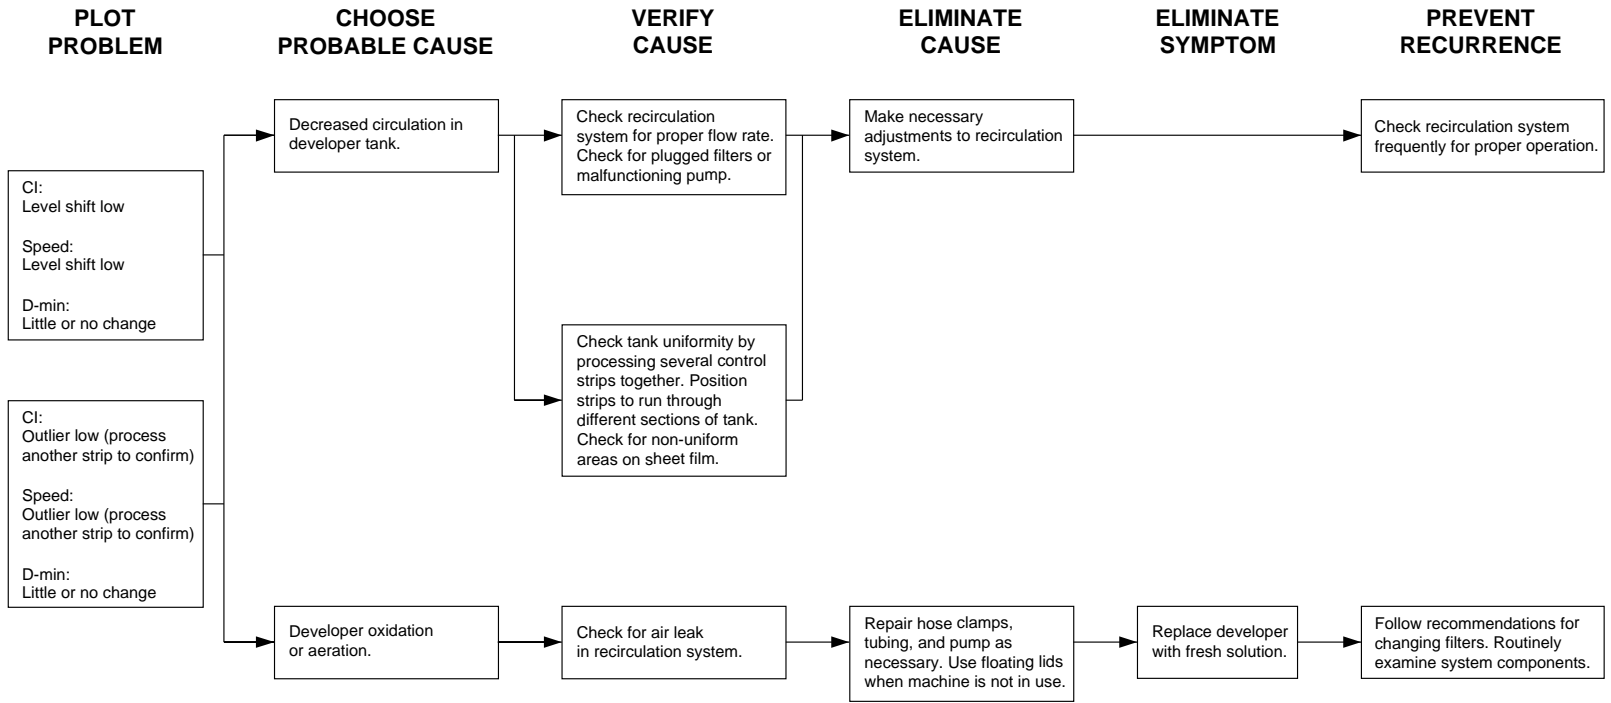 PLOT
PROBLEM
CHOOSE
PROBABLE CAUSE
VERIFY
CAUSE
ELIMINATE
CAUSE
ELIMINATE
SYMPTOM
PREVENT
RECURRENCE
CI:
Level shift low
Speed:
Level shift low
D-min:
Little or no change
CI:
Outlier low (process
another strip to confirm)
Speed:
Outlier low (process
another strip to confirm)
D-min:
Little or no change
Decreased circulation in
developer tank.
Check recirculation
system for proper flow rate.
Check for plugged filters or
malfunctioning pump.
Check tank uniformity by
processing several control
strips together. Position
strips to run through
different sections of tank.
Check for non-uniform
areas on sheet film.
Make necessary
adjustments to recirculation
system.
Check recirculation system
frequently for proper operation.
Developer oxidation
or aeration.
Check for air leak
in recirculation system.
Repair hose clamps,
tubing, and pump as
necessary. Use floating lids
when machine is not in use.
Replace developer
with fresh solution.
Follow recommendations for
changing filters. Routinely
examine system components.